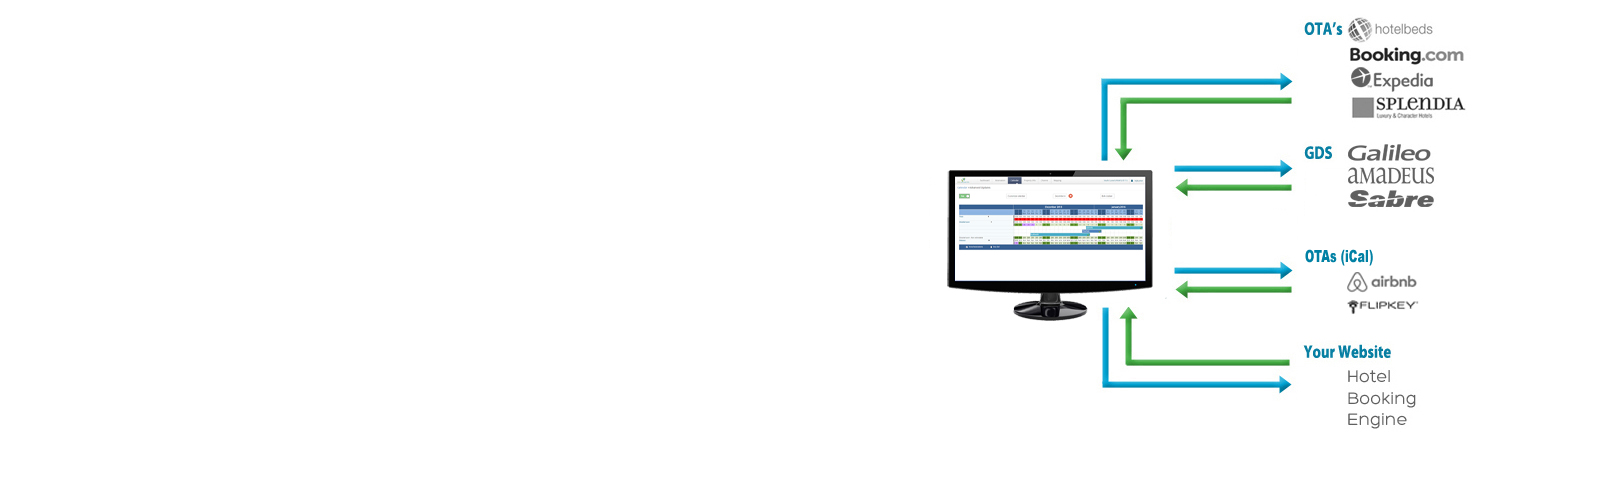 OTA's hotelbeds
Booking.com
Expedia
SPLENDIA
Luxury & Character Hotels
GDS Galileo
AMADEUS
Sabre
OTAs (iCal)
airbnb
FLIPKEY
Your Website
Hotel
Booking
Engine